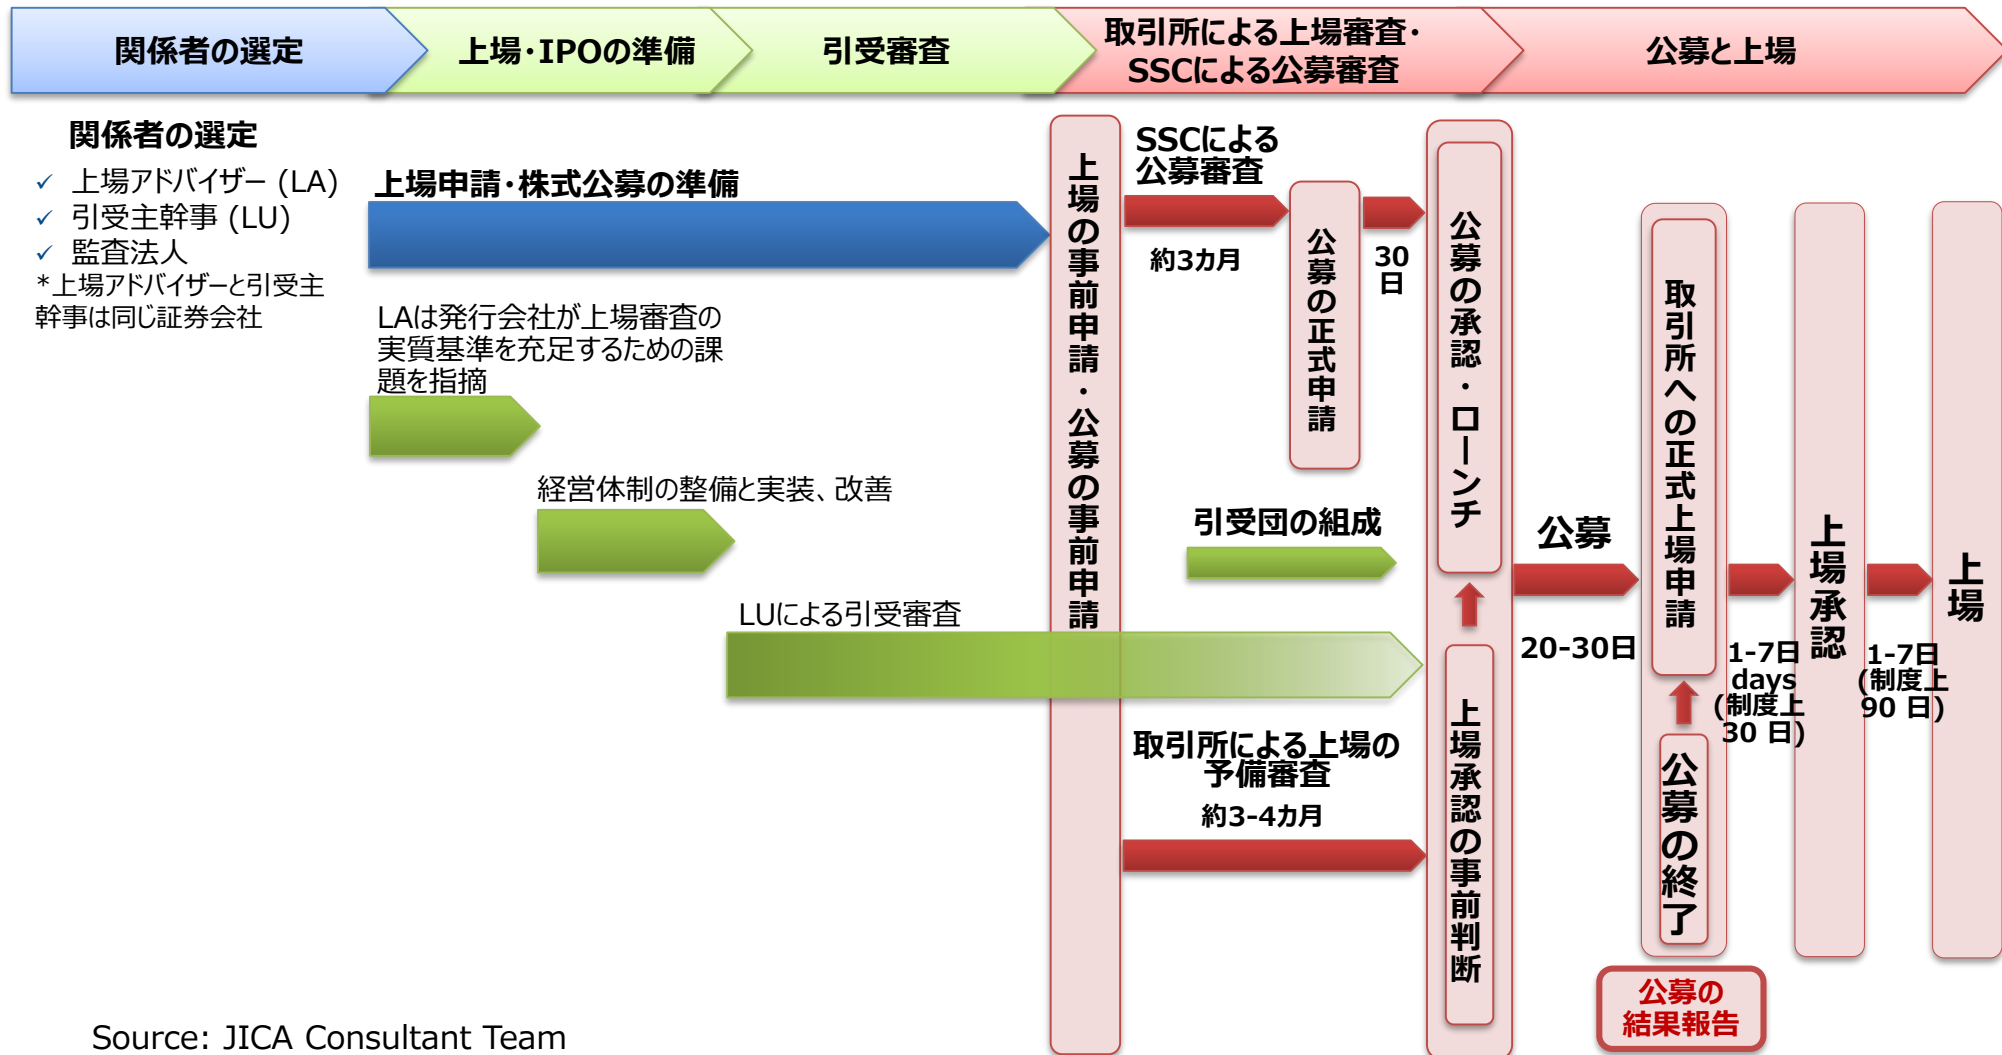 関係者の選定
上場・IPOの準備
引受審査
取引所による上場審査・
SSCによる公募審査
公募と上場
関係者の選定
✓ 上場アドバイザー (LA)
✓ 引受主幹事 (LU)
✓ 監査法人
*上場アドバイザーと引受主
幹事は同じ証券会社
上場申請・株式公募の準備
LAは発行会社が上場審査の
実質基準を充足するための課
題を指摘
経営体制の整備と実装、改善
LUによる引受審査
上場の事前申請・公募の事前申請
SSCによる
公募審査
約3カ月
公募の正式申請
30
日
引受団の組成
取引所による上場の
予備審査
約3-4カ月
公募の承認・ローンチ
上場承認の事前判断
公募
20-30日
取引所への正式上場申請
公募の終了
公募の
結果報告
1-7日
days
(制度上
30 日)
上場承認
1-7日
(制度上
90 日)
上場
Source: JICA Consultant Team